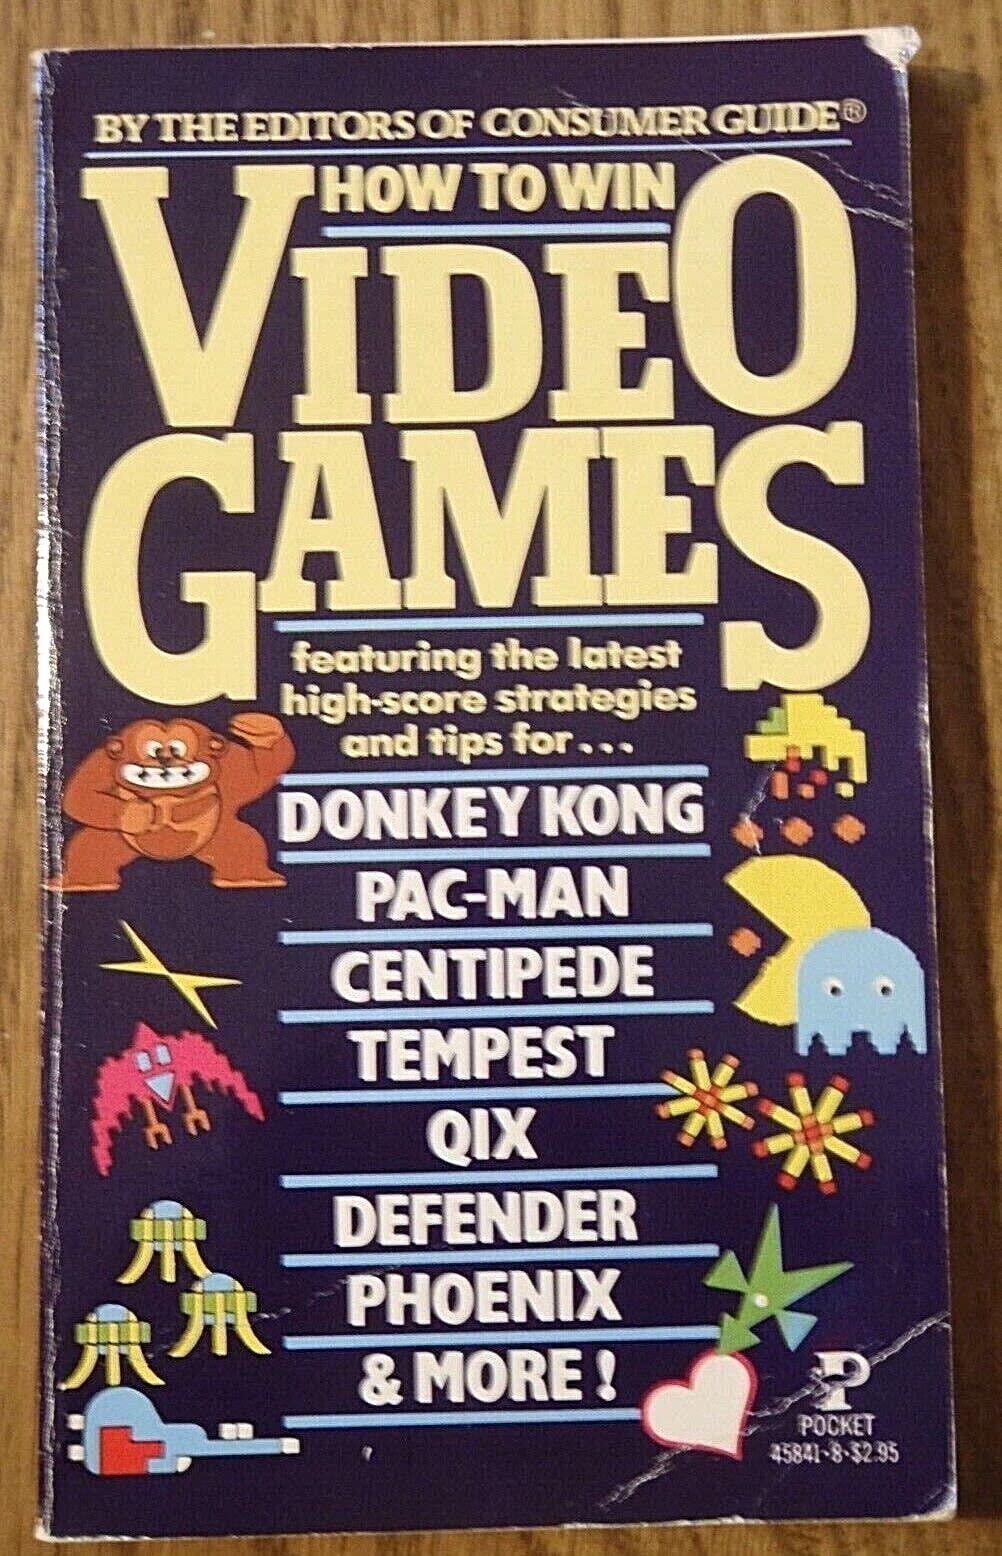 BY THE EDITORS OF CONSUMER GUIDE®
HOW TO WIN
VIDEO
GAMES
featuring the latest
high-score strategies
and tips for...
DONKEY KONG
PAC-MAN
CENTIPEDE
TEMPEST
QIX
DEFENDER
PHOENIX
& MORE!
P
POCKET
45841-8-$2.95